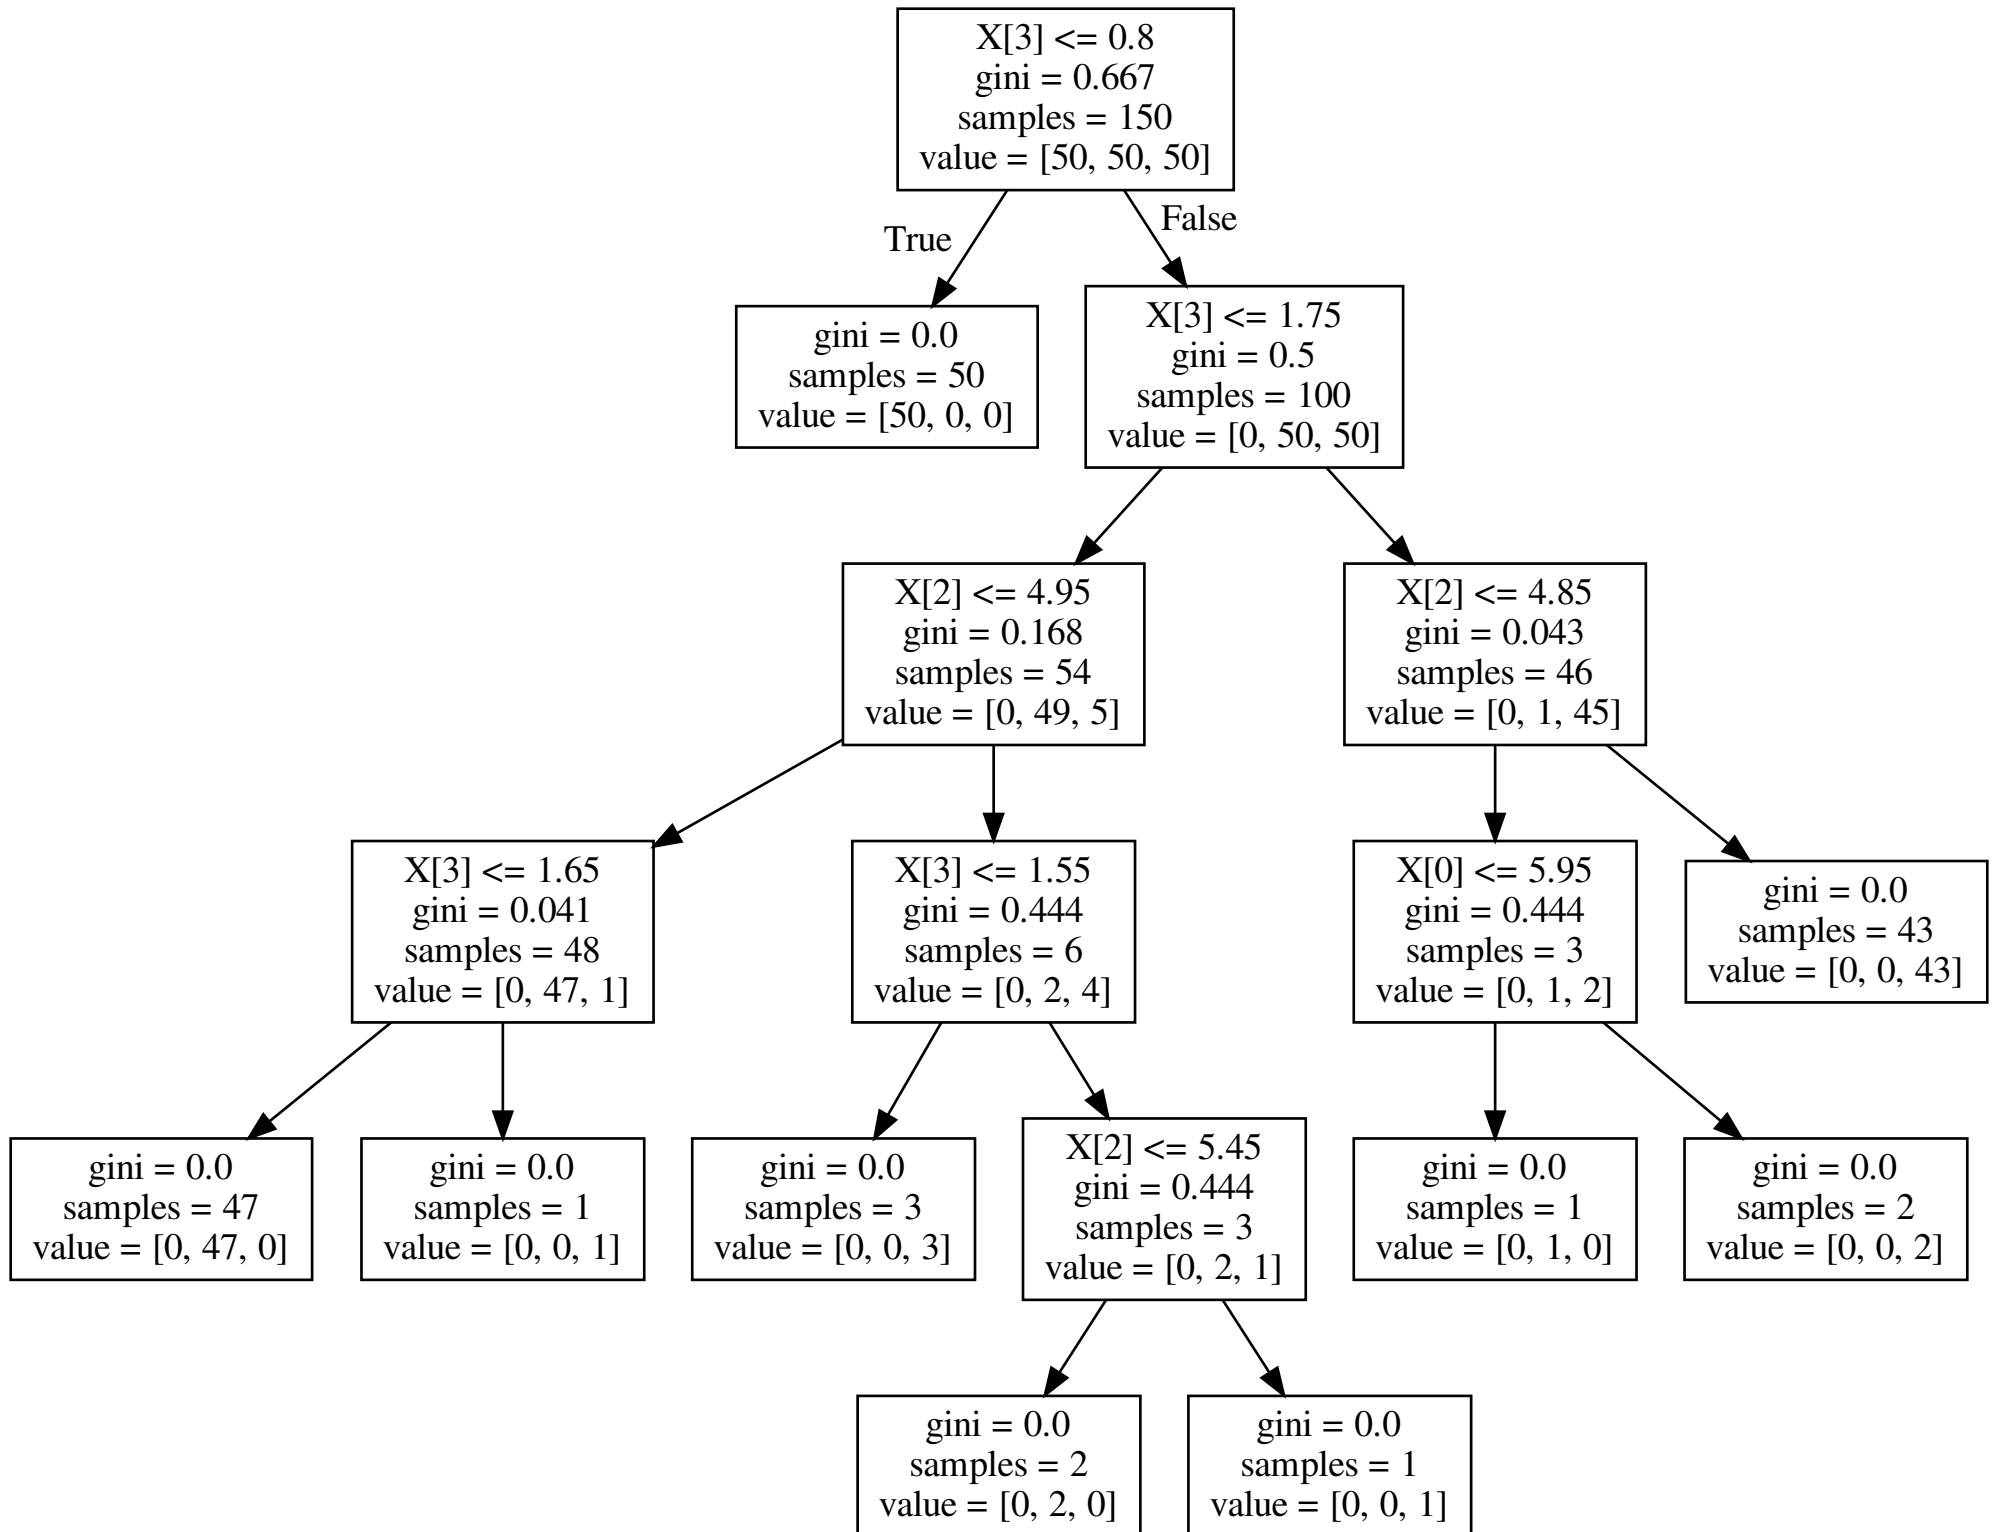 X[3] <= 0.8
gini = 0.667
samples = 150
value = [50, 50, 50]
True
False
gini = 0.0
samples = 50
value = [50, 0, 0]
X[3] <= 1.75
gini = 0.5
samples = 100
value = [0, 50, 50]
X[2] <= 4.95
gini = 0.168
samples = 54
value = [0, 49, 5]
X[2] <= 4.85
gini = 0.043
samples = 46
value = [0, 1, 45]
X[3] <= 1.65
gini = 0.041
samples = 48
value = [0, 47, 1]
X[3] <= 1.55
gini = 0.444
samples = 6
value = [0, 2, 4]
X[0] <= 5.95
gini = 0.444
samples = 3
value = [0, 1, 2]
gini = 0.0
samples = 43
value = [0, 0, 43]
gini = 0.0
samples = 47
value = [0, 47, 0]
gini = 0.0
samples = 1
value = [0, 0, 1]
gini = 0.0
samples = 3
value = [0, 0, 3]
X[2] <= 5.45
gini = 0.444
samples = 3
value = [0, 2, 1]
gini = 0.0
samples = 1
value = [0, 1, 0]
gini = 0.0
samples = 2
value = [0, 0, 2]
gini = 0.0
samples = 2
value = [0, 2, 0]
gini = 0.0
samples = 1
value = [0, 0, 1]